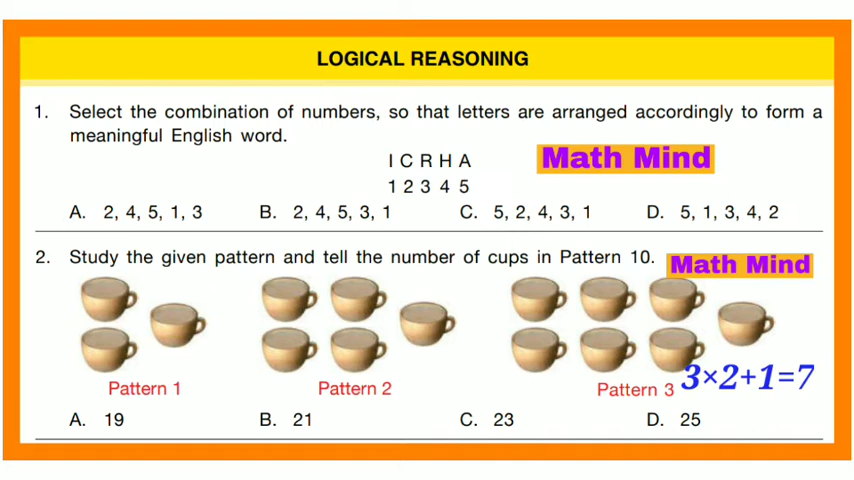 LOGICAL REASONING
1. Select the combination of numbers, so that letters are arranged accordingly to form a
meaningful English word.
I C R H A
Math Mind
1 2 3 4 5
A. 2, 4, 5, 1, 3 B. 2, 4, 5, 3, 1 C. 5, 2, 4, 3, 1 D. 5, 1, 3, 4, 2
2. Study the given pattern and tell the number of cups in Pattern 10.
Math Mind
Pattern 1 Pattern 2 Pattern 3 3×2+1=7
A. 19 B. 21 C. 23 D. 25